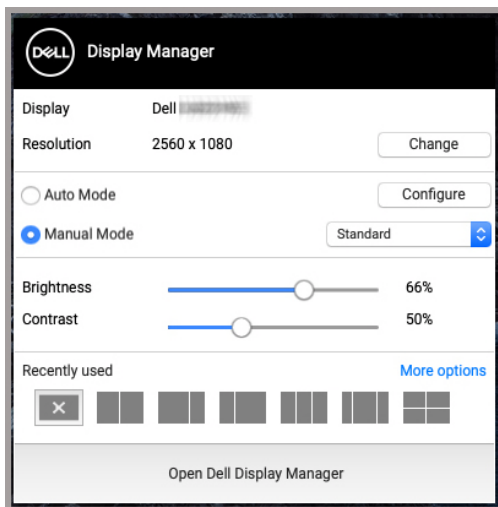 DELL Display Manager
Display Dell
Resolution 2560 x 1080 Change
Auto Mode Configure
Manual Mode Standard
Brightness 66%
Contrast 50%
Recently used More options
Open Dell Display Manager